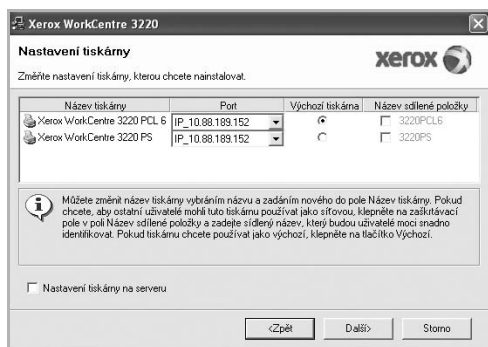 Xerox WorkCentre 3220
Nastavení tiskárny
Změňte nastavení tiskárny, kterou chcete nainstalovat.
xerox
Název tiskárny Port Výchozí tiskárna Název sdílené položky
Xerox WorkCentre 3220 PCL 6 IP_10.88.189.152 3220PCL6
Xerox WorkCentre 3220 PS IP_10.88.189.152 3220PS
Můžete změnit název tiskárny vybráním názvu a zadáním nového do pole Název tiskárny. Pokud
chcete, aby ostatní uživatelé mohli tuto tiskárnu používat jako síťovou, klepněte na zaškrtávací
pole v poli Název sdílené položky a zadejte sídlený název, který budou uživatelé moci snadno
identifikovat. Pokud tiskárnu chcete používat jako výchozí, klepněte na tlačítko Výchozí.
Nastavení tiskárny na serveru
<Zpět Další> Storno